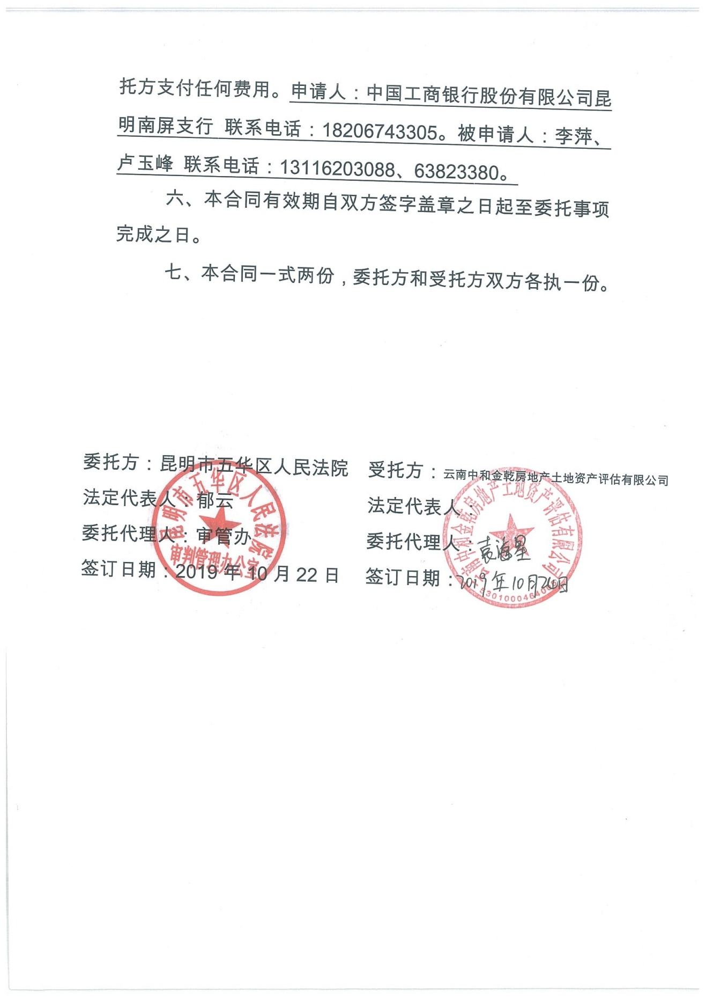 托方支付任何费用。申请人：中国工商银行股份有限公司昆
明南屏支行 联系电话：18206743305。被申请人：李萍、
卢玉峰 联系电话：13116203088、63823380。
六、本合同有效期自双方签字盖章之日起至委托事项
完成之日。
七、本合同一式两份，委托方和受托方双方各执一份。
委托方：昆明市五华区人民法院
法定代表人：郁云
委托代理人：审管办
签订日期：2019 年 10 月 22 日
昆明市五华区人民法院
审判管理办公室
受托方：云南中和金乾房地产土地资产评估有限公司
法定代表人：
委托代理人：袁海星
签订日期：2019年10月26日
云南中和金乾房地产土地资产评估有限公司